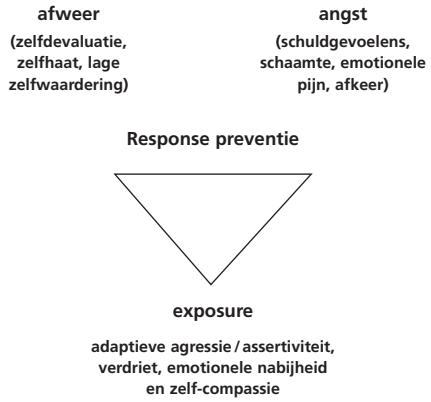 afweer
(zelfdevaluatie,
zelfhaat, lage
zelfwaardering)
angst
(schuldgevoelens,
schaamte, emotionele
pijn, afkeer)
Response preventie
exposure
adaptieve agressie / assertiviteit,
verdriet, emotionele nabijheid
en zelf-compassie